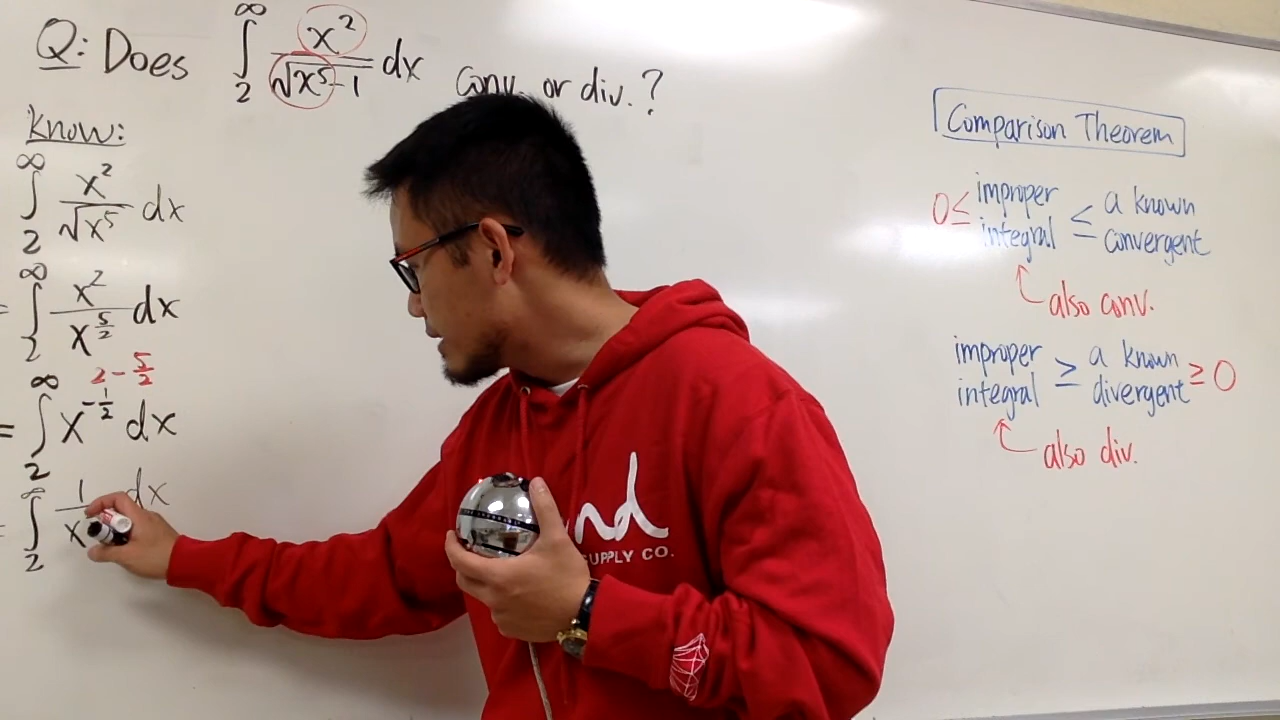 Q: Does ∫₂^∞ x²/√(x⁵-1) dx conv. or div.?
Know:
∫₂^∞ x²/√x⁵ dx
= ∫₂^∞ x²/x^(5/2) dx
2 - 5/2
= ∫₂^∞ x^(-1/2) dx
= ∫₂^∞ 1/x dx
Comparison Theorem
0 ≤ improper integral ≤ a known convergent
also conv.
improper integral ≥ a known divergent ≥ 0
also div.
SUPPLY CO.